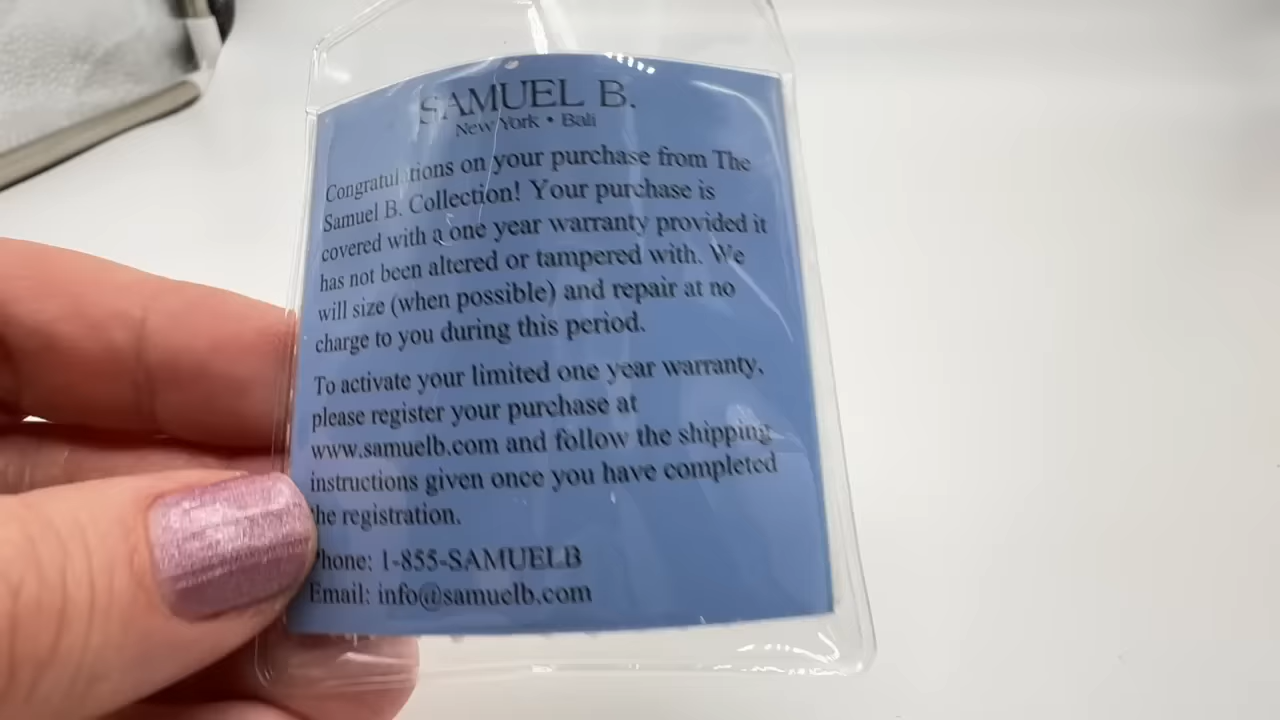 SAMUEL B.
New York • Bali
Congratulations on your purchase from The
Samuel B. Collection! Your purchase is
covered with a one year warranty provided it
has not been altered or tampered with. We
will size (when possible) and repair at no
charge to you during this period.
To activate your limited one year warranty,
please register your purchase at
www.samuelb.com and follow the shipping
instructions given once you have completed
the registration.
Phone: 1-855-SAMUELB
Email: info@samuelb.com